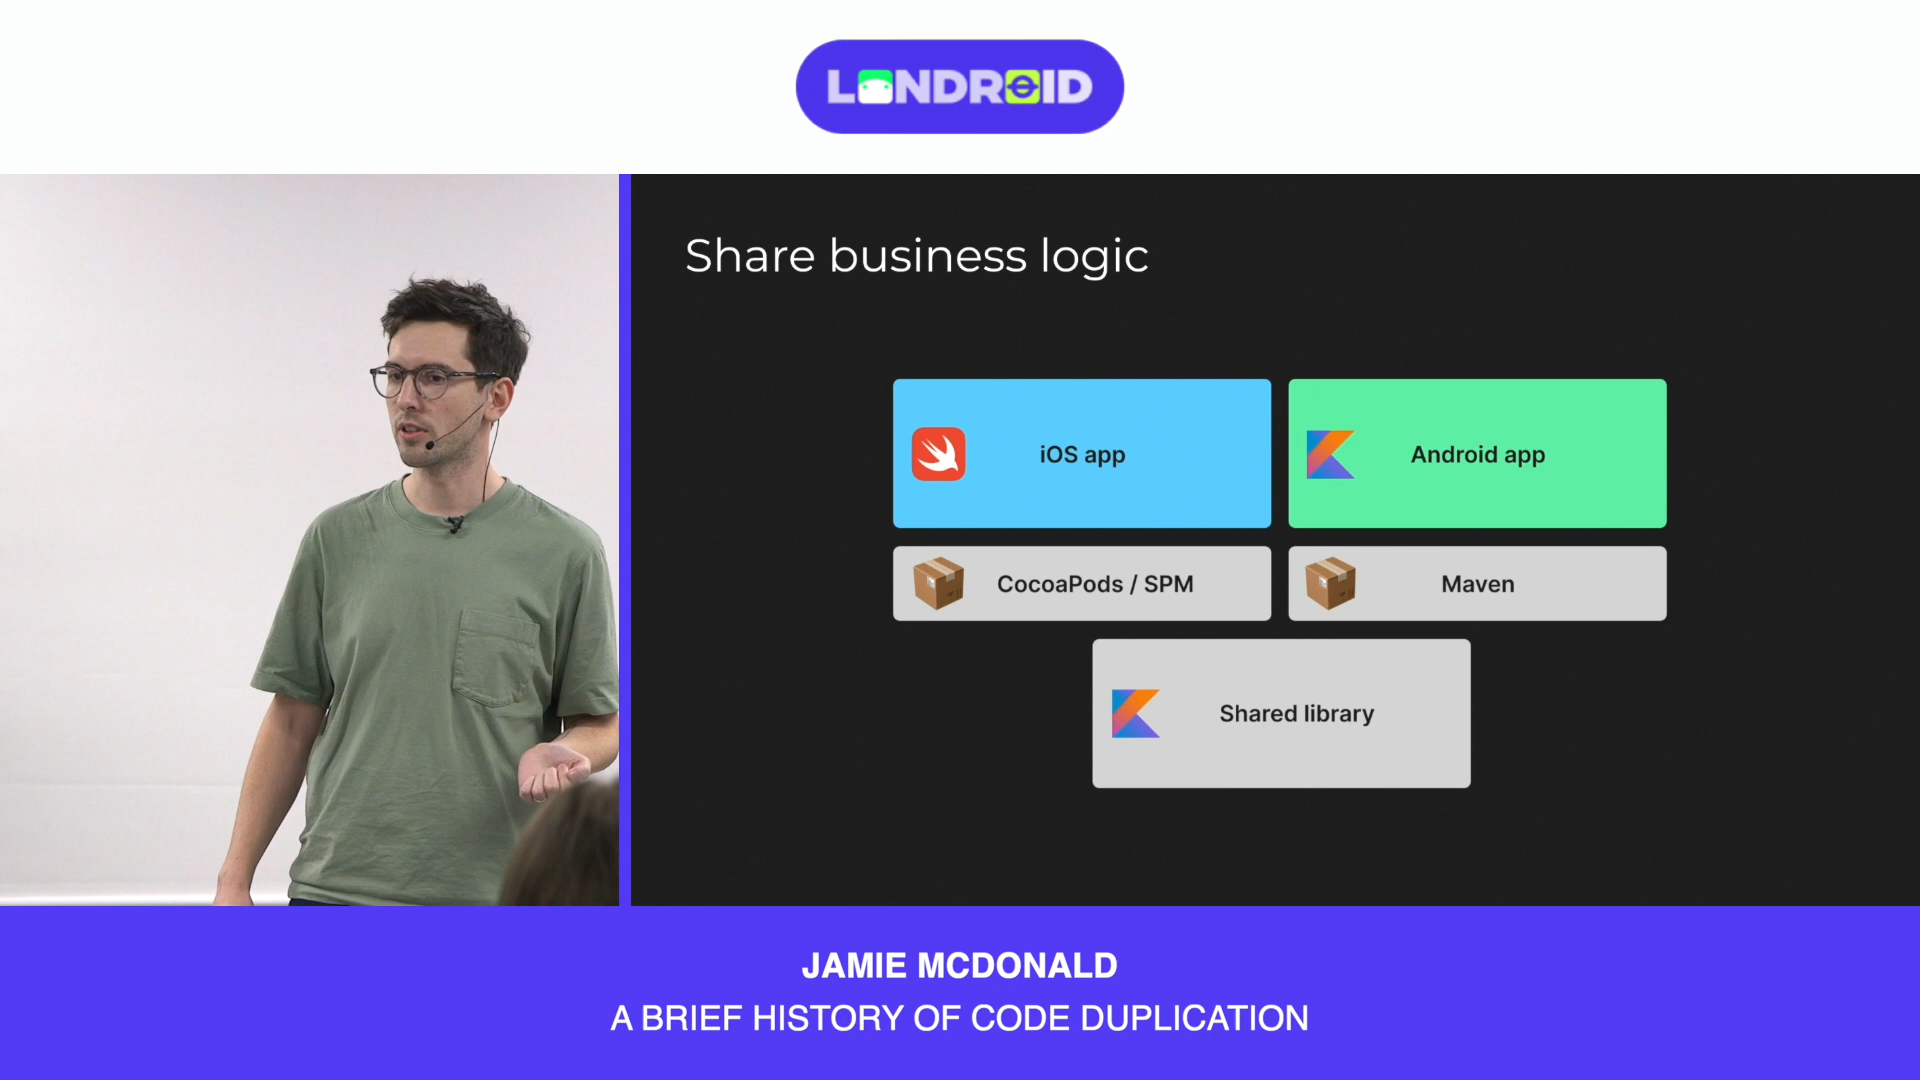 LONDROID
Share business logic
iOS app
Android app
CocoaPods / SPM
Maven
Shared library
JAMIE MCDONALD
A BRIEF HISTORY OF CODE DUPLICATION